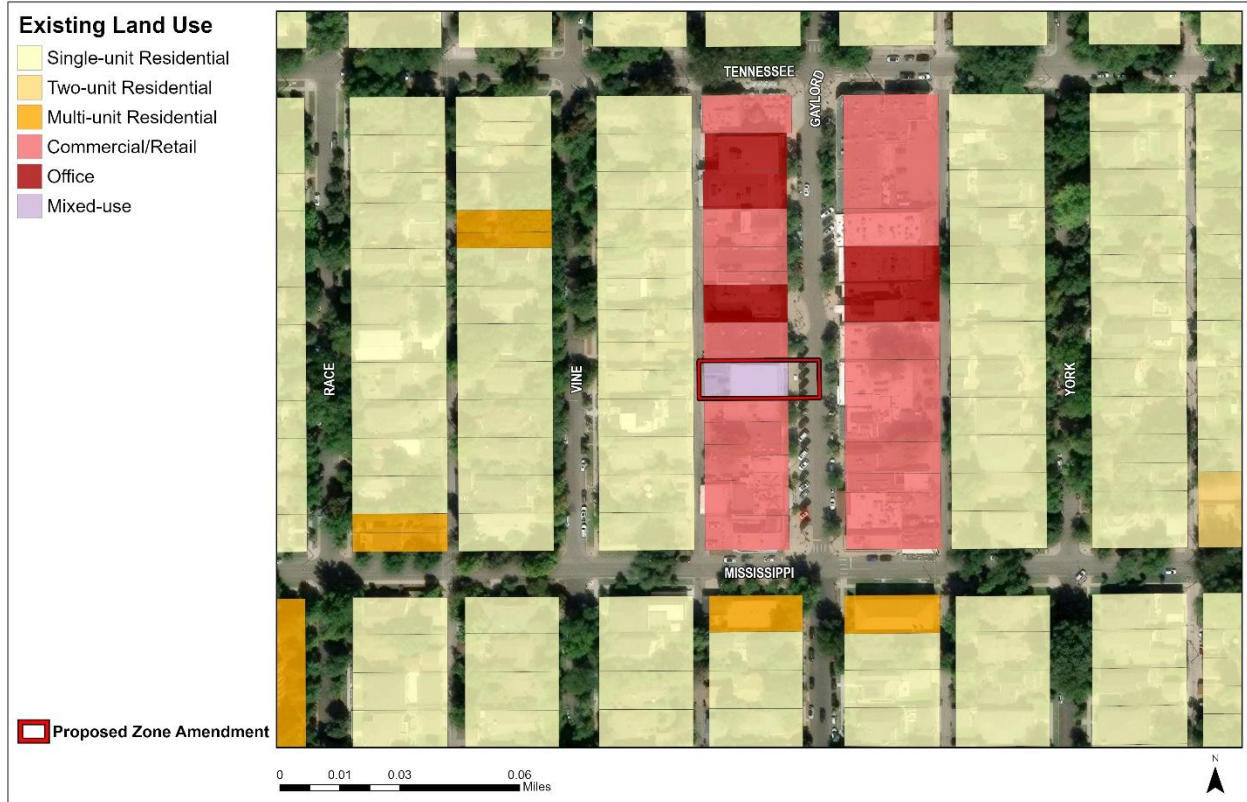 Existing Land Use
Single-unit Residential
Two-unit Residential
Multi-unit Residential
Commercial/Retail
Office
Mixed-use
TENNESSEE
GAYLORD
RACE
VINE
YORK
MISSISSIPPI
Proposed Zone Amendment
0 0.01 0.03 0.06
Miles
N